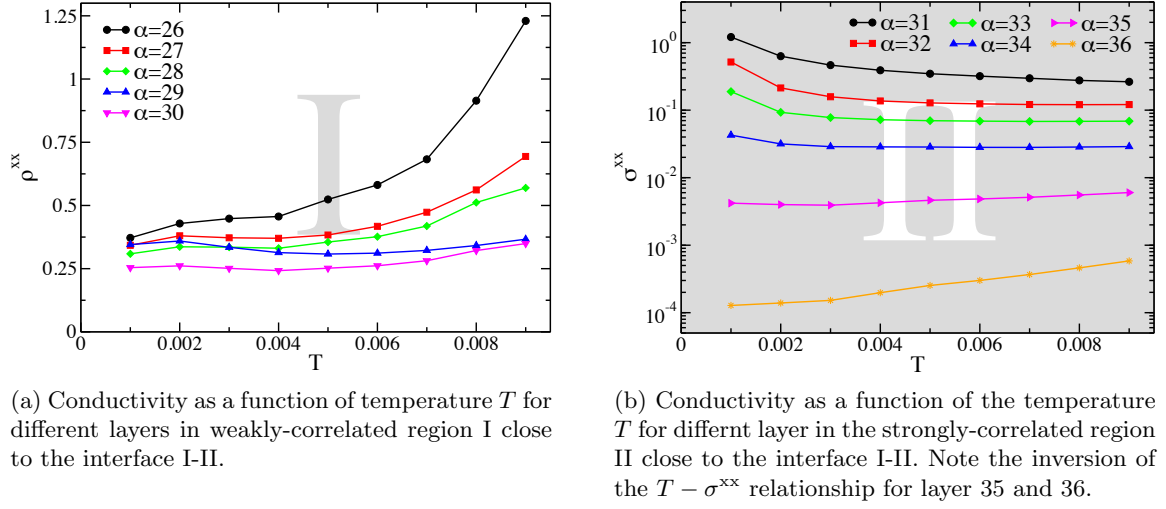 1.25
1
0.75
0.5
0.25
0
ρ^xx
α=26
α=27
α=28
α=29
α=30
I
0 0.002 0.004 0.006 0.008
T
10^0
10^-1
10^-2
10^-3
10^-4
σ^xx
α=31 α=33 α=35
α=32 α=34 α=36
II
0 0.002 0.004 0.006 0.008
T
(a) Conductivity as a function of temperature T for
different layers in weakly-correlated region I close
to the interface I-II.
(b) Conductivity as a function of the temperature
T for differnt layer in the strongly-correlated region
II close to the interface I-II. Note the inversion of
the T − σ^xx relationship for layer 35 and 36.